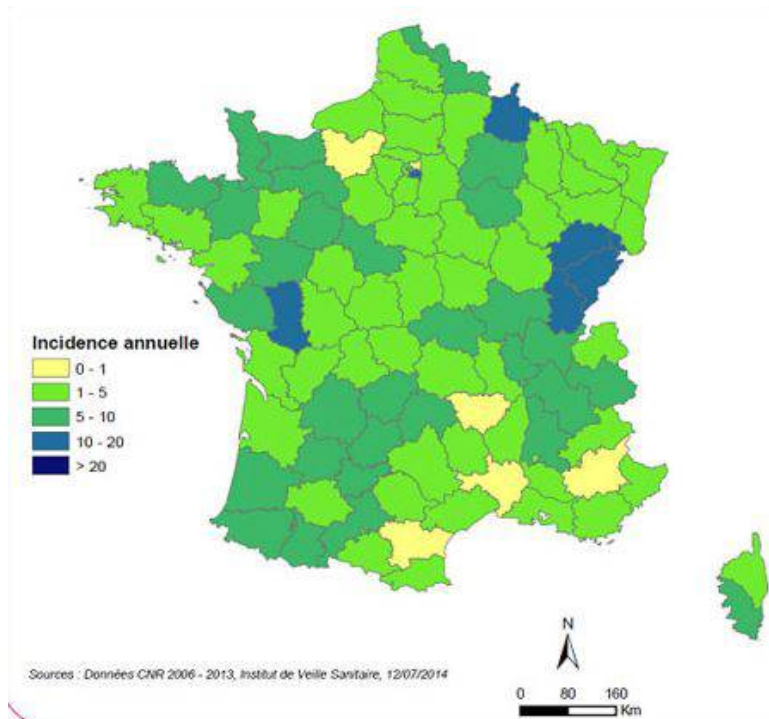 Incidence annuelle
0 - 1
1 - 5
5 - 10
10 - 20
> 20
N
Sources : Données CNR 2006 - 2013, Institut de Veille Sanitaire, 12/07/2014
0 80 160
Km